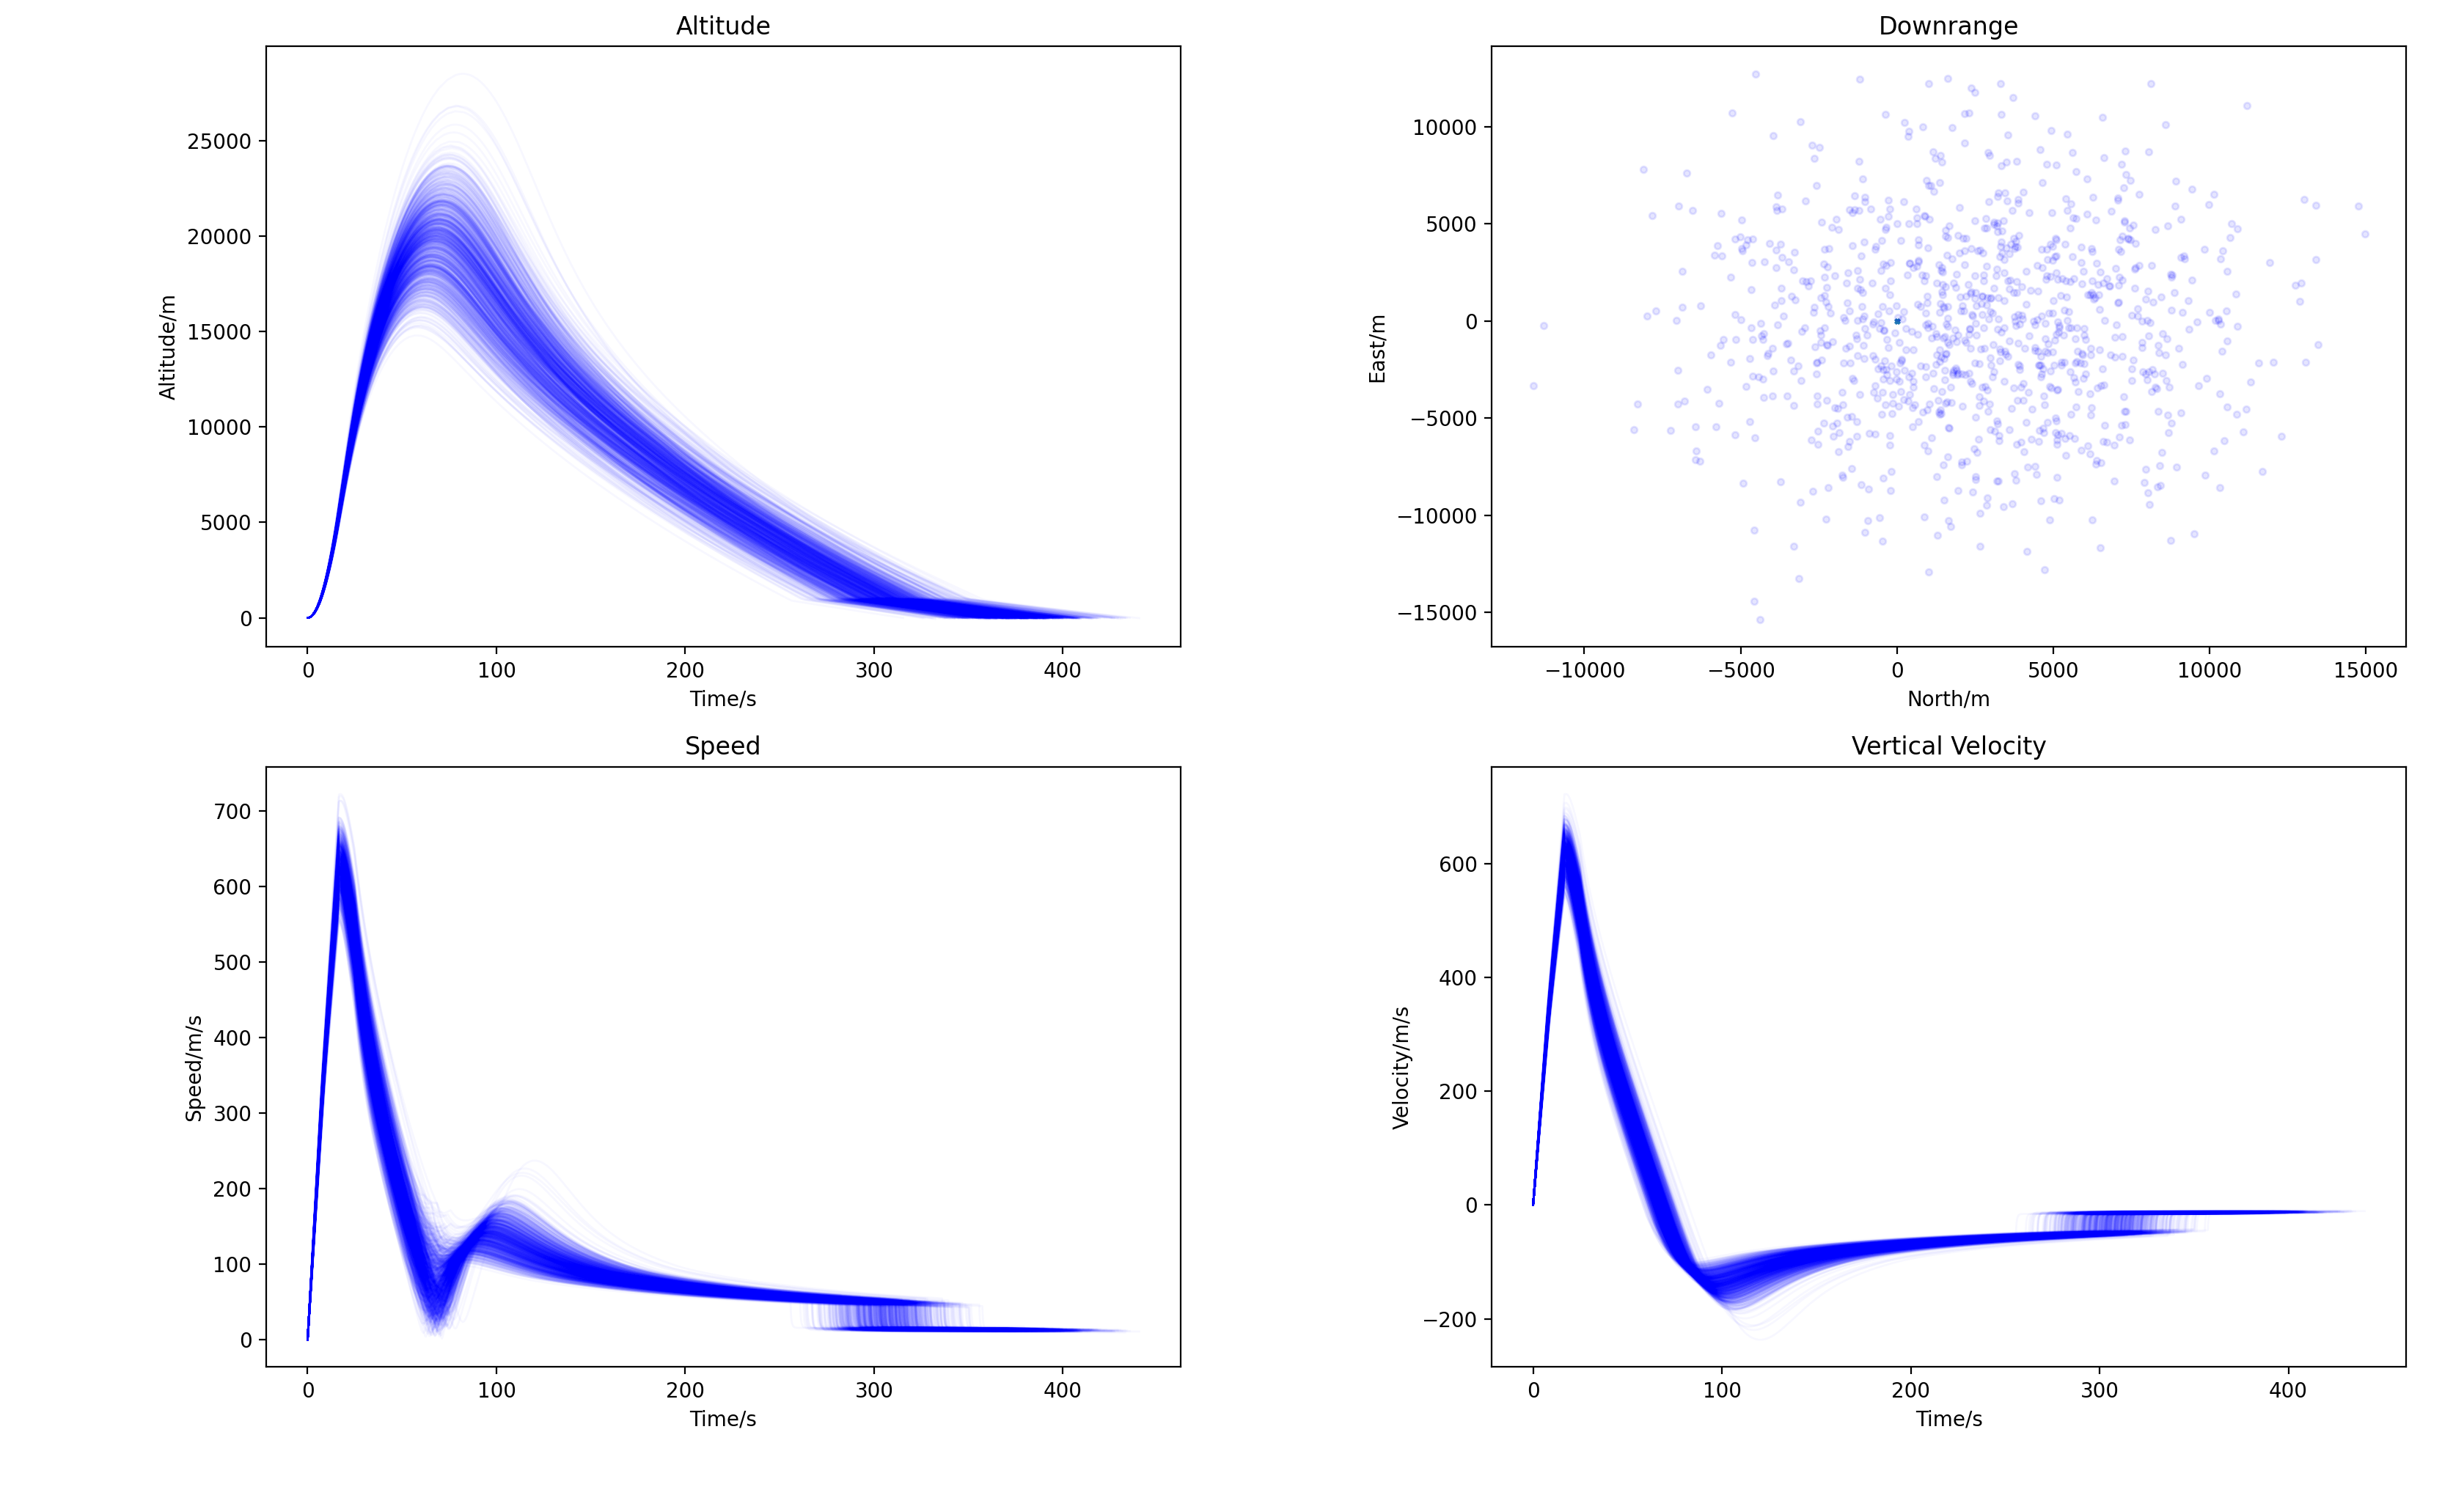 Altitude
Altitude/m
25000
20000
15000
10000
5000
0
0 100 200 300 400
Time/s
Downrange
East/m
10000
5000
0
−5000
−10000
−15000
−10000 −5000 0 5000 10000 15000
North/m
Speed
Speed/m/s
700
600
500
400
300
200
100
0
0 100 200 300 400
Time/s
Vertical Velocity
Velocity/m/s
600
400
200
0
−200
0 100 200 300 400
Time/s